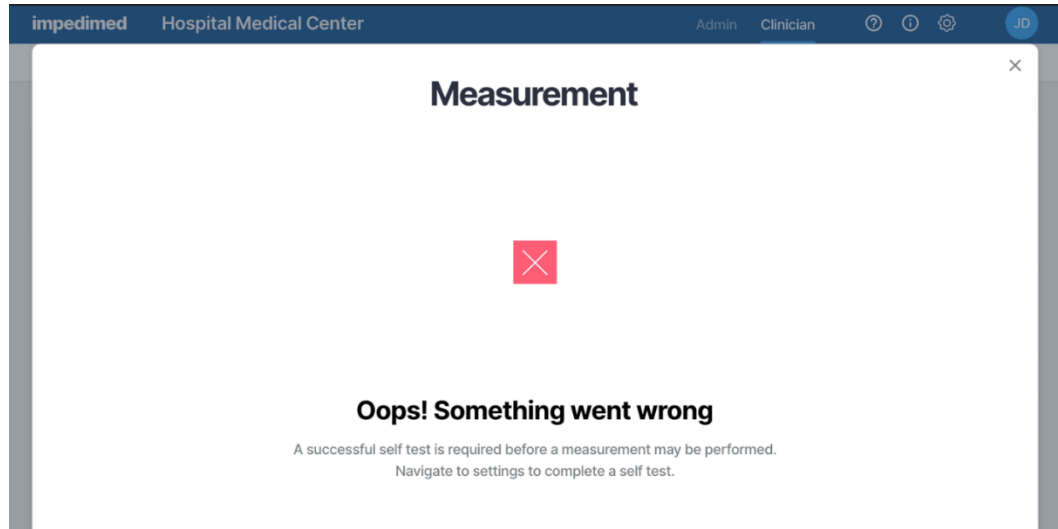 impedimed Hospital Medical Center Admin Clinician JD
Measurement
Oops! Something went wrong
A successful self test is required before a measurement may be performed.
Navigate to settings to complete a self test.